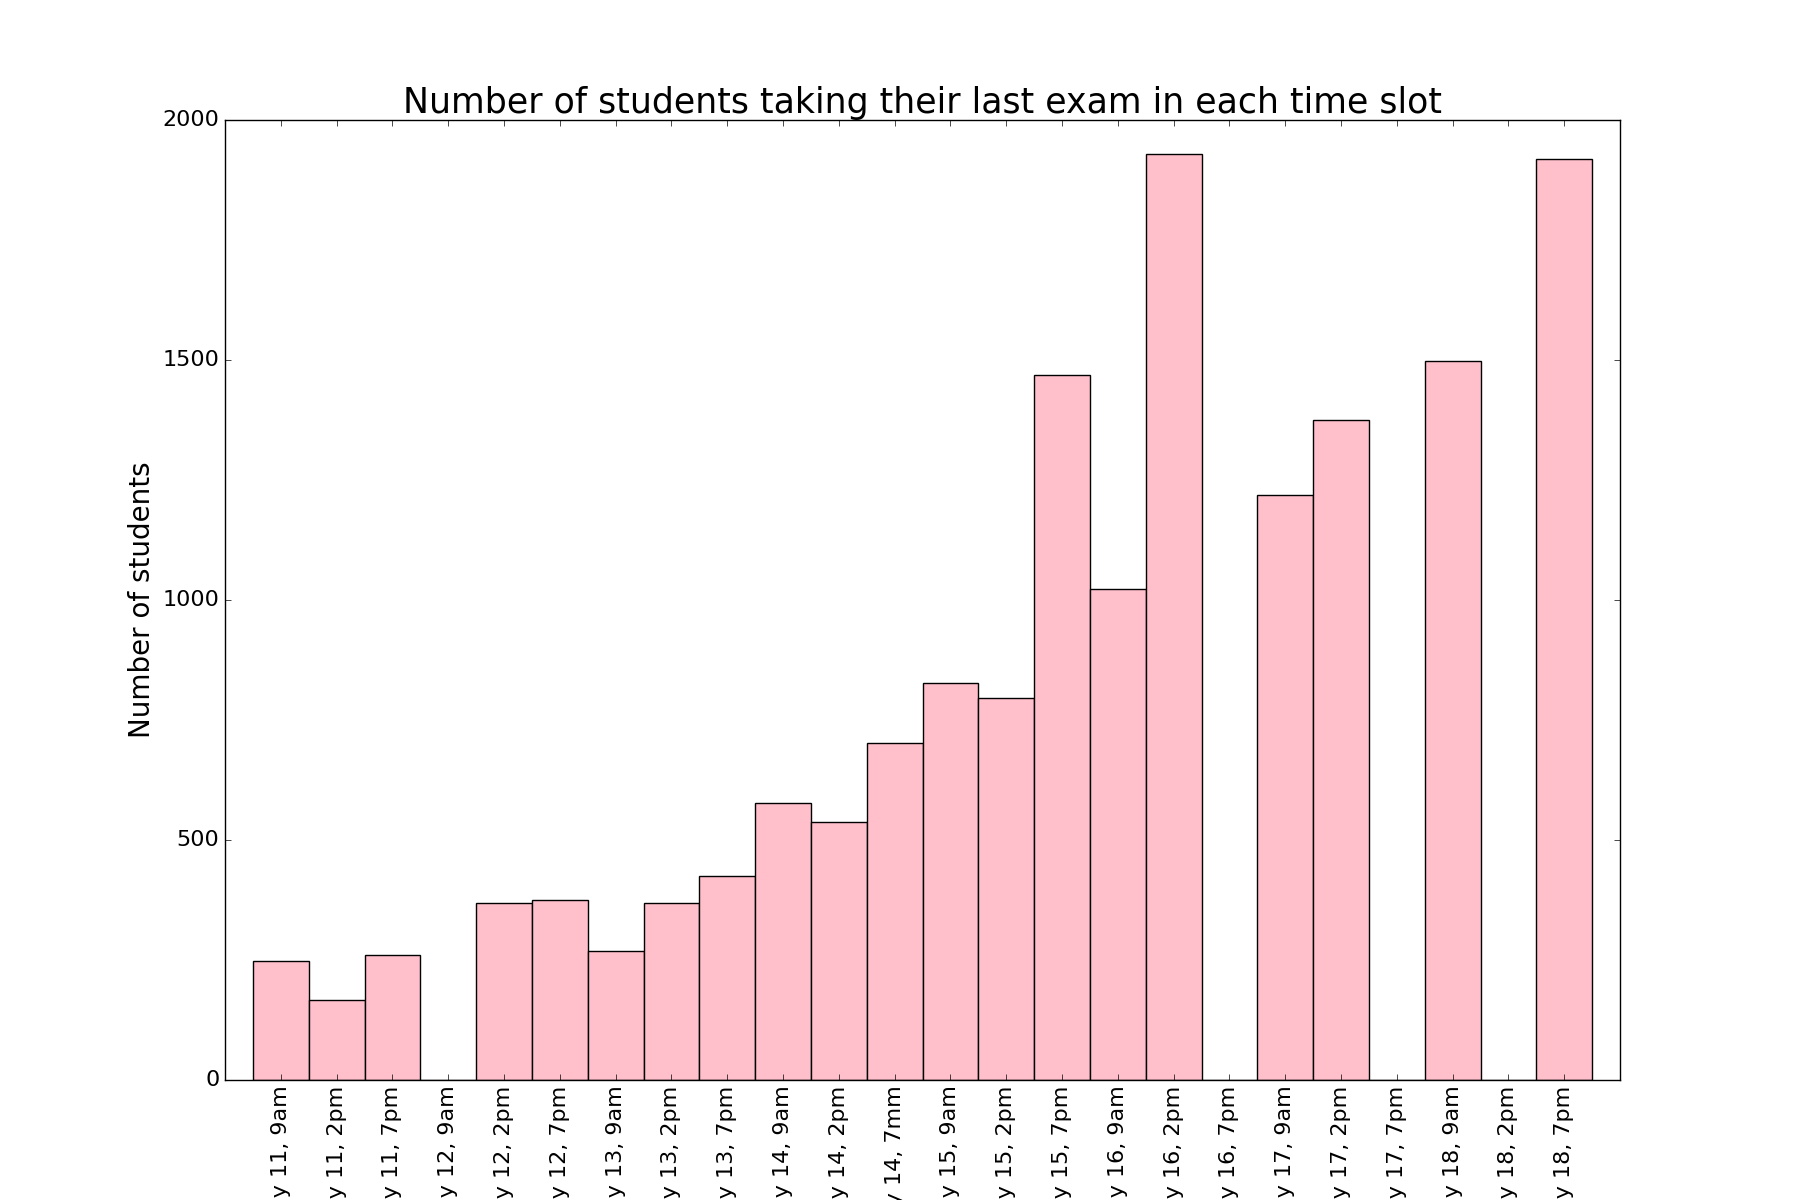 Number of students taking their last exam in each time slot
Number of students
2000
1500
1000
500
0
y 11, 9am
y 11, 2pm
y 11, 7pm
y 12, 9am
y 12, 2pm
y 12, 7pm
y 13, 9am
y 13, 2pm
y 13, 7pm
y 14, 9am
y 14, 2pm
y 14, 7mm
y 15, 9am
y 15, 2pm
y 15, 7pm
y 16, 9am
y 16, 2pm
y 16, 7pm
y 17, 9am
y 17, 2pm
y 17, 7pm
y 18, 9am
y 18, 2pm
y 18, 7pm